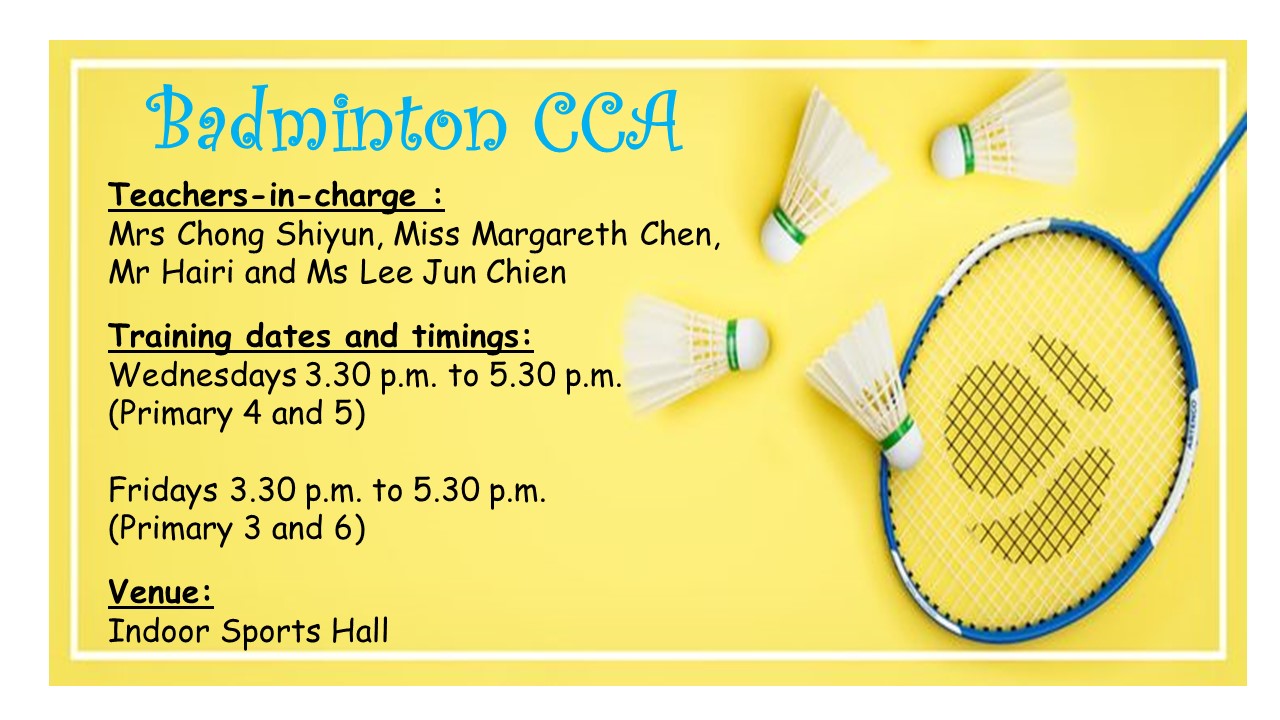 Badminton CCA
Teachers-in-charge :
Mrs Chong Shiyun, Miss Margareth Chen,
Mr Hairi and Ms Lee Jun Chien
Training dates and timings:
Wednesdays 3.30 p.m. to 5.30 p.m.
(Primary 4 and 5)
Fridays 3.30 p.m. to 5.30 p.m.
(Primary 3 and 6)
Venue:
Indoor Sports Hall
ARTENGO